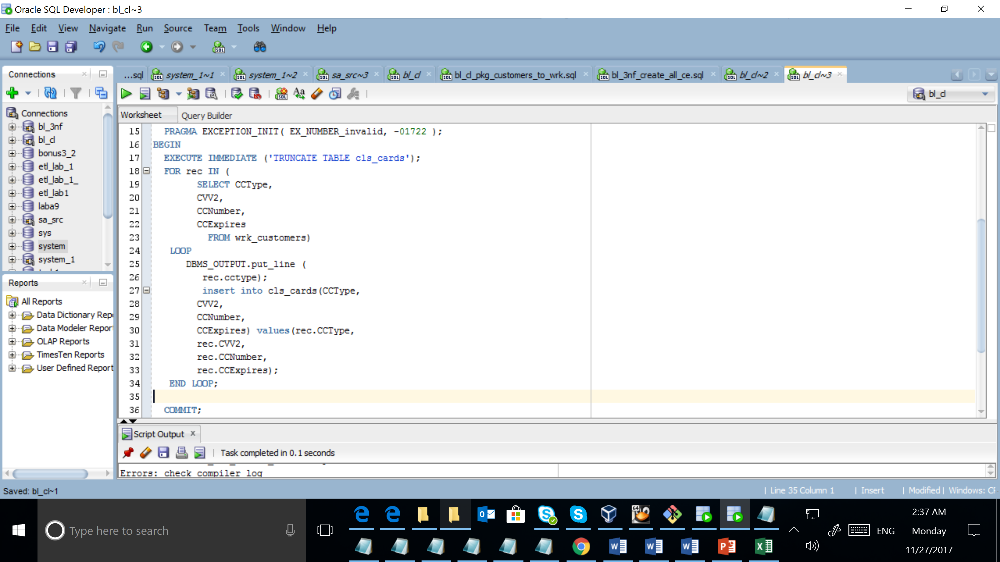 Oracle SQL Developer : bl_cl~3
File Edit View Navigate Run Source Team Tools Window Help
Connections
...sql system_1~1 system_1~2 sa_src~3 bl_cl bl_cl_pkg_customers_to_wrk.sql bl_3nf_create_all_ce.sql bl_cl~2 bl_cl~3
bl_cl
Connections
bl_3nf
bl_cl
bonus3_2
etl_lab_1
etl_lab_1_
etl_lab1
laba9
sa_src
sys
system
system_1
Reports
All Reports
Data Dictionary Repo
Data Modeler Report
OLAP Reports
TimesTen Reports
User Defined Report
Worksheet Query Builder
15 PRAGMA EXCEPTION_INIT( EX_NUMBER_invalid, -01722 );
16 BEGIN
17 EXECUTE IMMEDIATE ('TRUNCATE TABLE cls_cards');
18 FOR rec IN (
19 SELECT CCType,
20 CVV2,
21 CCNumber,
22 CCExpires
23 FROM wrk_customers)
24 LOOP
25 DBMS_OUTPUT.put_line (
26 rec.cctype);
27 insert into cls_cards(CCType,
28 CVV2,
29 CCNumber,
30 CCExpires) values(rec.CCType,
31 rec.CVV2,
32 rec.CCNumber,
33 rec.CCExpires);
34 END LOOP;
35
36 COMMIT;
Script Output
Task completed in 0.1 seconds
Errors: check compiler log
Saved: bl_cl~1
Line 35 Column 1 | Insert | Modified | Windows: CR
Type here to search
ENG
2:37 AM
Monday
11/27/2017